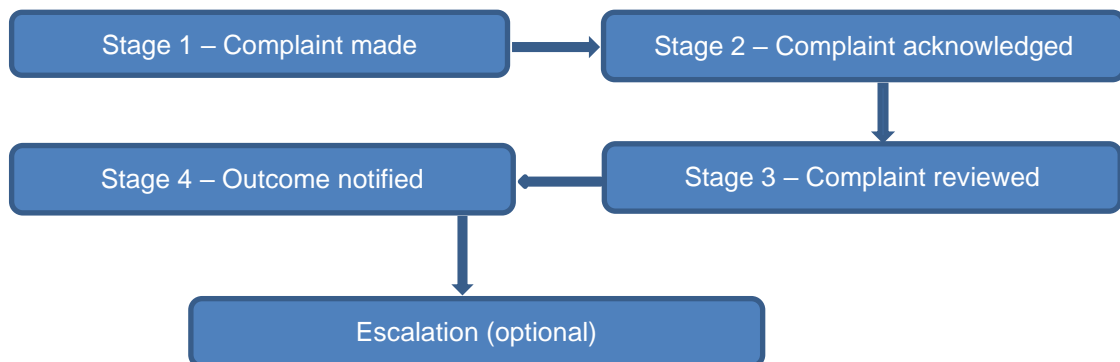 Stage 1 – Complaint made
Stage 2 – Complaint acknowledged
Stage 3 – Complaint reviewed
Stage 4 – Outcome notified
Escalation (optional)